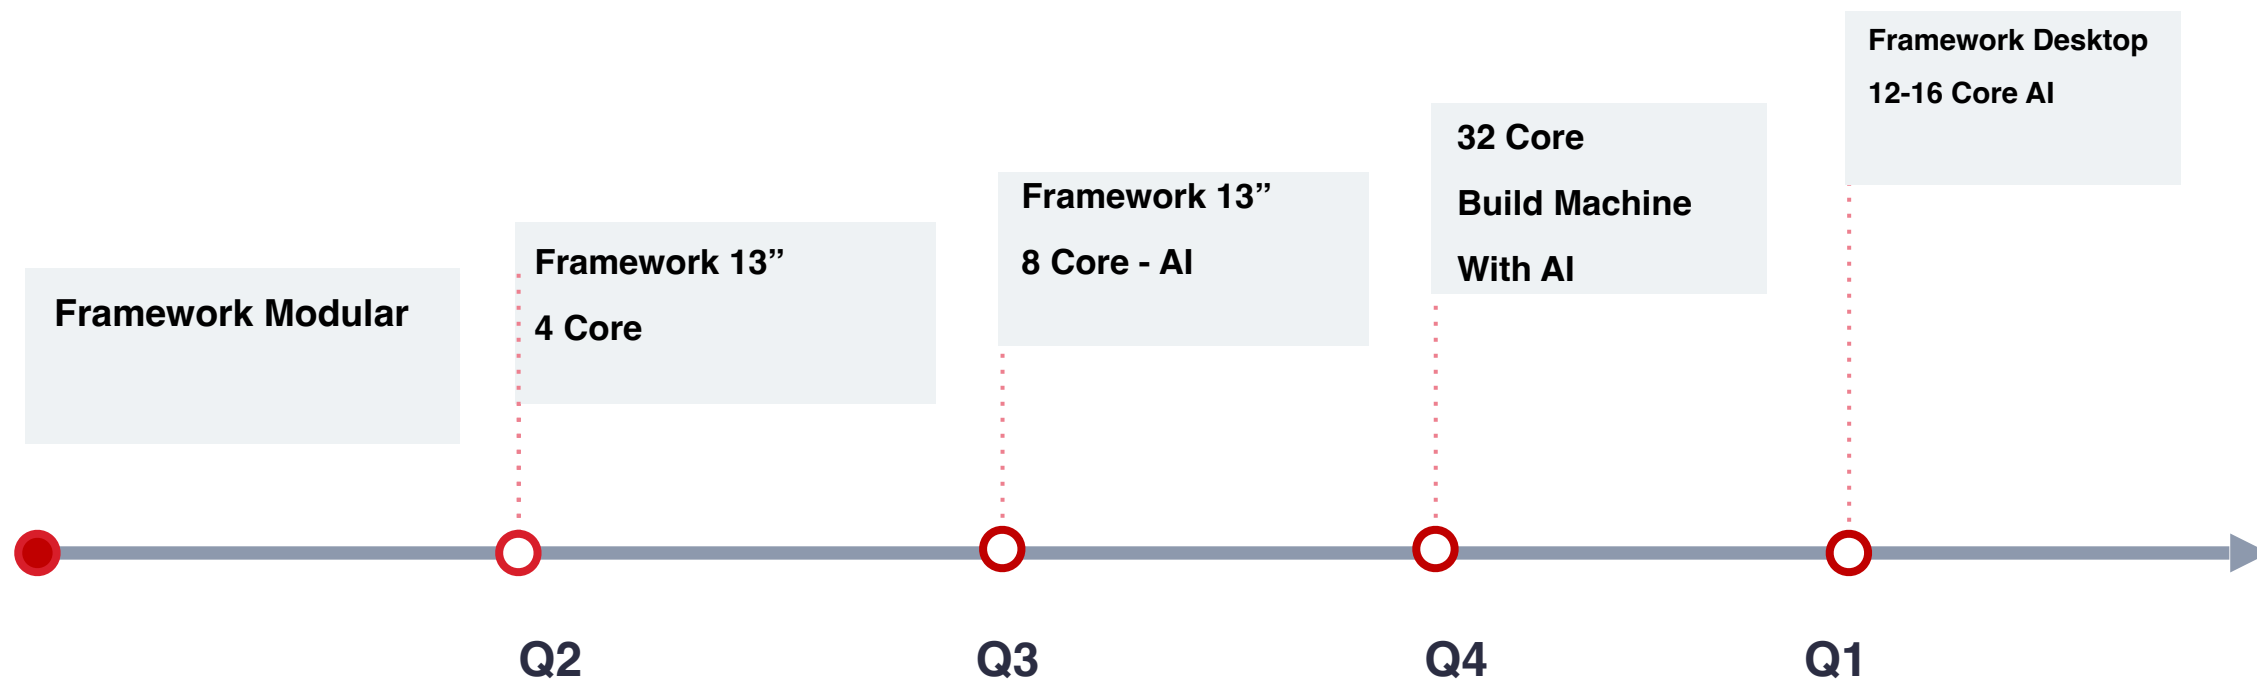 Framework Modular
Framework 13”
4 Core
Framework 13”
8 Core - AI
32 Core
Build Machine
With AI
Framework Desktop
12-16 Core AI
Q2
Q3
Q4
Q1